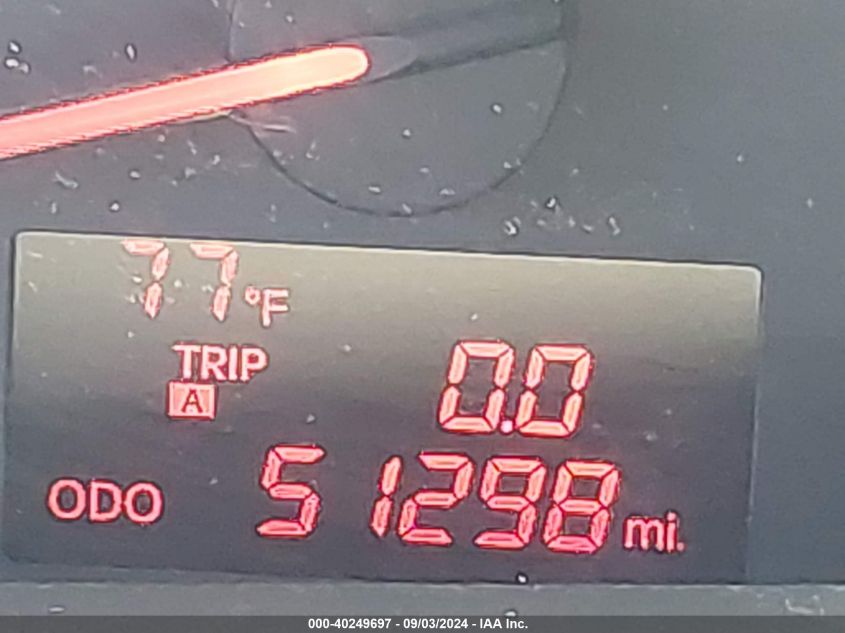 77°F
TRIP
A
0.0
ODO 51298 mi.
000-40249697 - 09/03/2024 - IAA Inc.